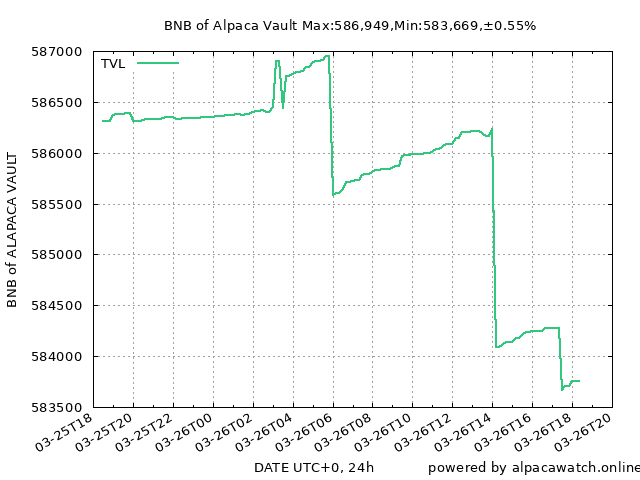 BNB of Alpaca Vault Max:586,949,Min:583,669,±0.55%
TVL
587000
586500
586000
585500
585000
584500
584000
583500
BNB of ALAPACA VAULT
03-25T18
03-25T20
03-25T22
03-26T00
03-26T02
03-26T04
03-26T06
03-26T08
03-26T10
03-26T12
03-26T14
03-26T16
03-26T18
03-26T20
DATE UTC+0, 24h
powered by alpacawatch.online